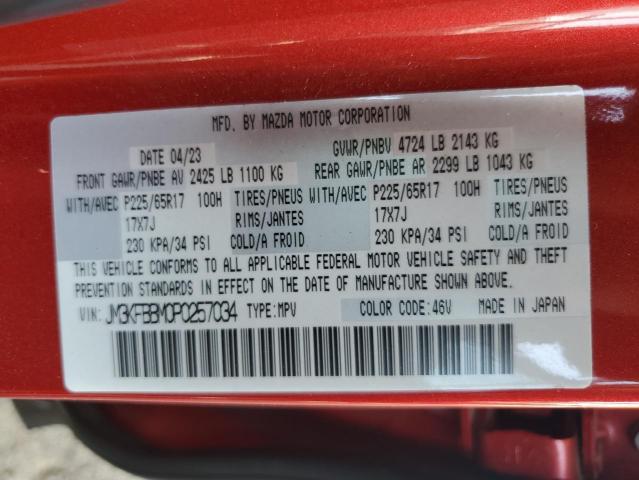 MFD. BY MAZDA MOTOR CORPORATION
DATE 04/23 GVWR/PNBV 4724 LB 2143 KG
FRONT GAWR/PNBE AV 2425 LB 1100 KG REAR GAWR/PNBE AR 2299 LB 1043 KG
WITH/AVEC P225/65R17 100H TIRES/PNEUS WITH/AVEC P225/65R17 100H TIRES/PNEUS
17X7J RIMS/JANTES 17X7J RIMS/JANTES
230 KPA/34 PSI COLD/A FROID 230 KPA/34 PSI COLD/A FROID
THIS VEHICLE CONFORMS TO ALL APPLICABLE FEDERAL MOTOR VEHICLE SAFETY AND THEFT
PREVENTION STANDARDS IN EFFECT ON THE DATE OF MANUFACTURE SHOWN ABOVE.
VIN: JM3KFBBM0P0257034 TYPE: MPV COLOR CODE: 46V MADE IN JAPAN